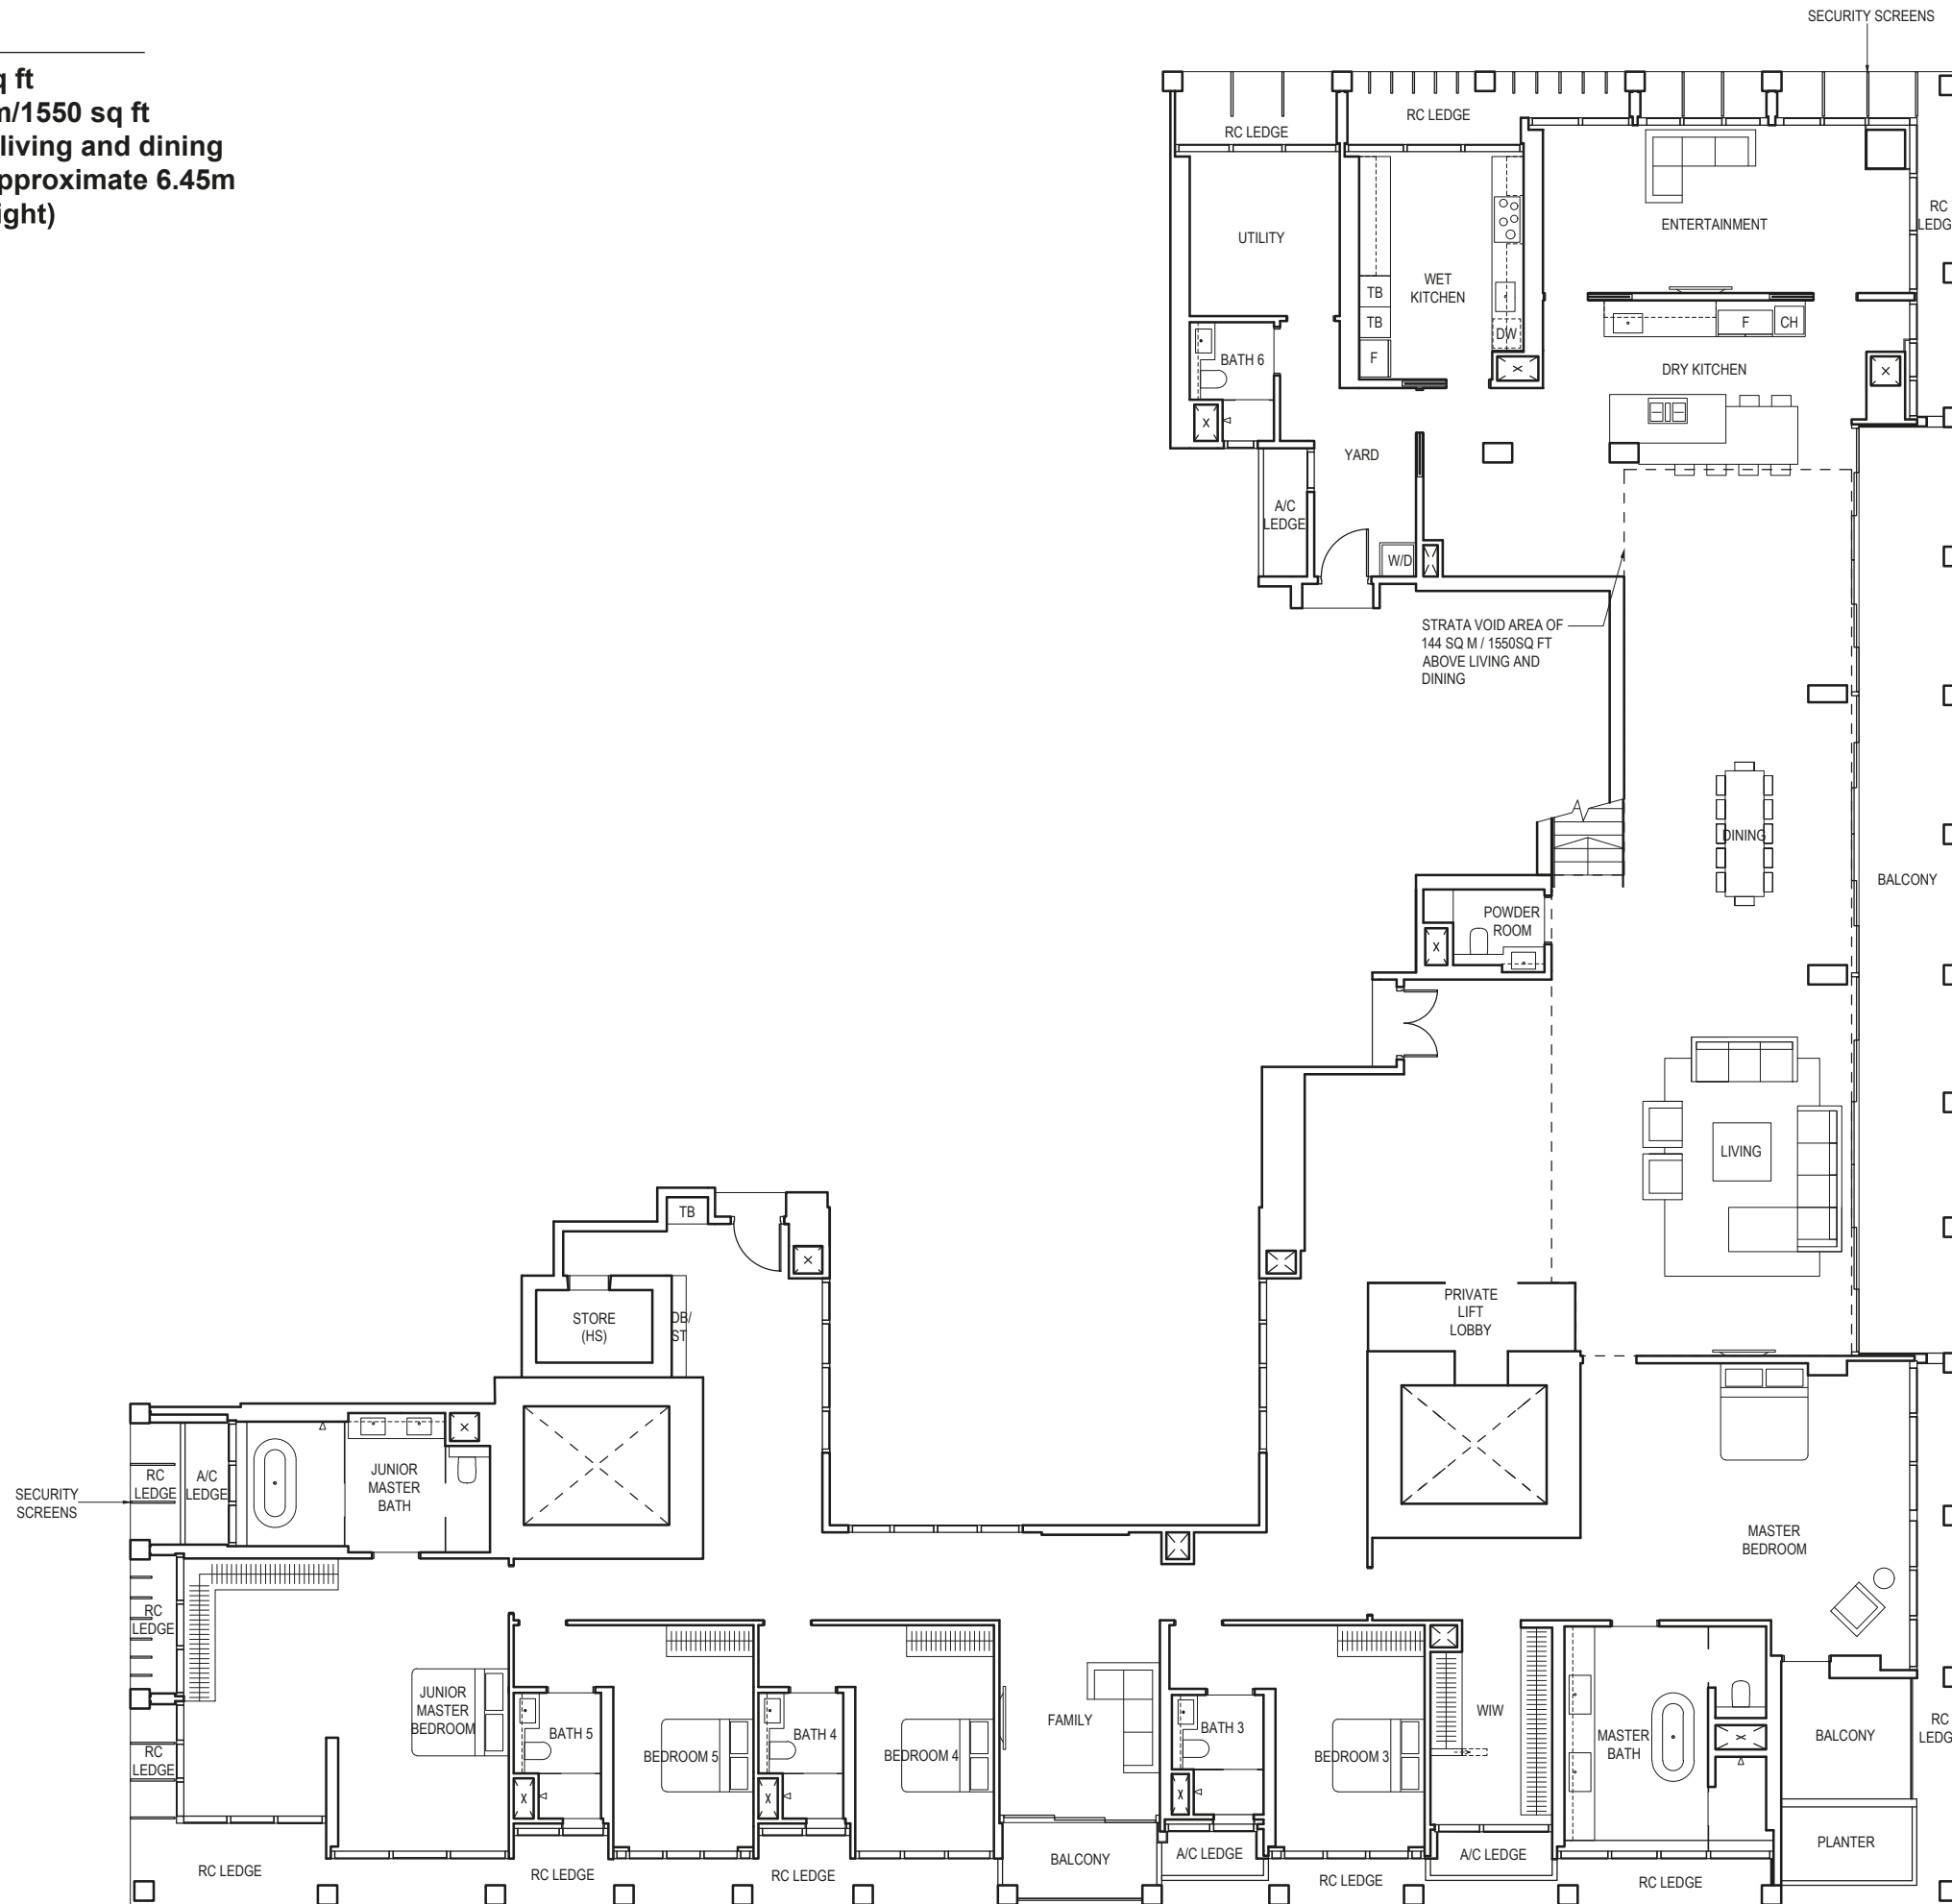 SECURITY SCREENS
ft
m/1550 sq ft
living and dining
pproximate 6.45m
ight)
RC LEDGE
RC LEDGE
UTILITY
WET
KITCHEN
ENTERTAINMENT
RC
TB
TB
F
DW
F
CH
BATH 6
DRY KITCHEN
YARD
A/C
LEDGE
W/D
STRATA VOID AREA OF
144 SQ M / 1550SQ FT
ABOVE LIVING AND
DINING
DINING
BALCONY
POWDER
ROOM
LIVING
TB
STORE
(HS)
DB/
ST
PRIVATE
LIFT
LOBBY
SECURITY
SCREENS
RC
LEDGE
A/C
LEDGE
JUNIOR
MASTER
BATH
MASTER
BEDROOM
RC
LEDGE
RC
LEDGE
JUNIOR
MASTER
BEDROOM
BATH 5
BEDROOM 5
BATH 4
BEDROOM 4
FAMILY
BATH 3
BEDROOM 3
WIW
MASTER
BATH
BALCONY
RC
PLANTER
RC LEDGE
RC LEDGE
RC LEDGE
BALCONY
A/C LEDGE
RC LEDGE
A/C LEDGE
RC LEDGE